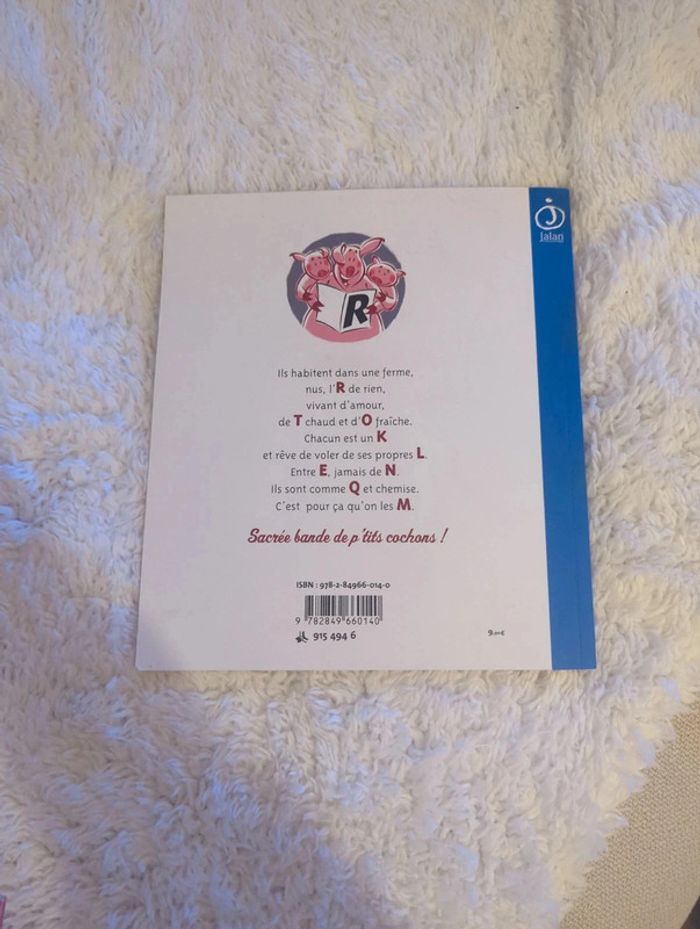 Jalan
R
Ils habitent dans une ferme,
nus, l'R de rien,
vivant d'amour,
de T chaud et d'O fraîche.
Chacun est un K
et rêve de voler de ses propres L.
Entre E, jamais de N.
Ils sont comme Q et chemise.
C'est pour ça qu'on les M.
Sacrée bande de p'tits cochons !
ISBN : 978-2-84966-014-0
9 782849 660140
915 494 6